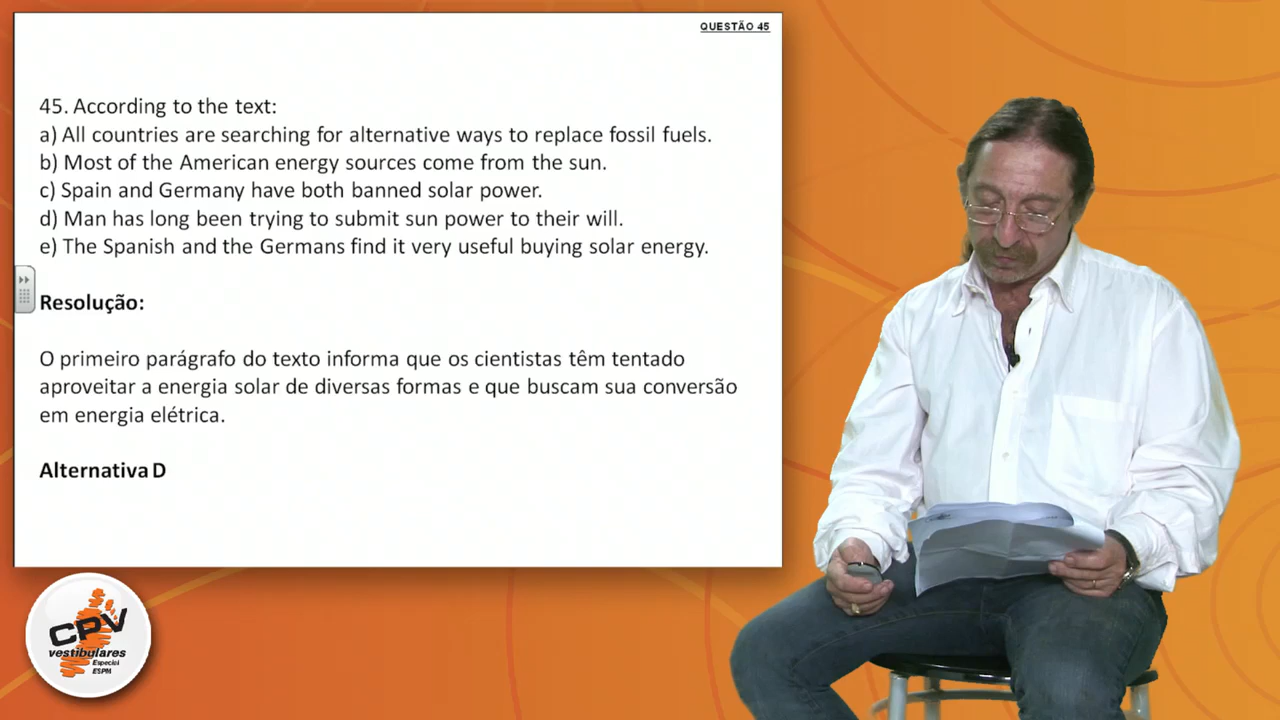 QUESTÃO 45
45. According to the text:
a) All countries are searching for alternative ways to replace fossil fuels.
b) Most of the American energy sources come from the sun.
c) Spain and Germany have both banned solar power.
d) Man has long been trying to submit sun power to their will.
e) The Spanish and the Germans find it very useful buying solar energy.
Resolução:
O primeiro parágrafo do texto informa que os cientistas têm tentado
aproveitar a energia solar de diversas formas e que buscam sua conversão
em energia elétrica.
Alternativa D
CPV
vestibulares
Especial
ESPM